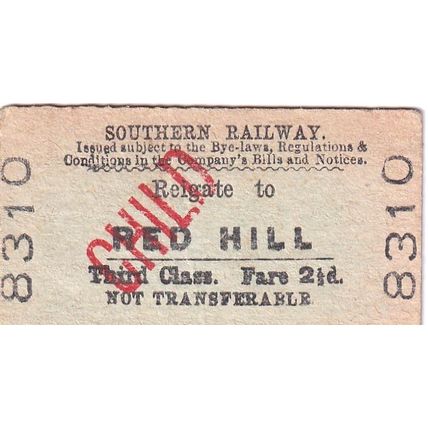 SOUTHERN RAILWAY.
Issued subject to the Bye-laws, Regulations &
Conditions in the Company's Bills and Notices.
Reigate to
RED HILL
Third Class. Fare 2½d.
NOT TRANSFERABLE
CHILD
8310
8310